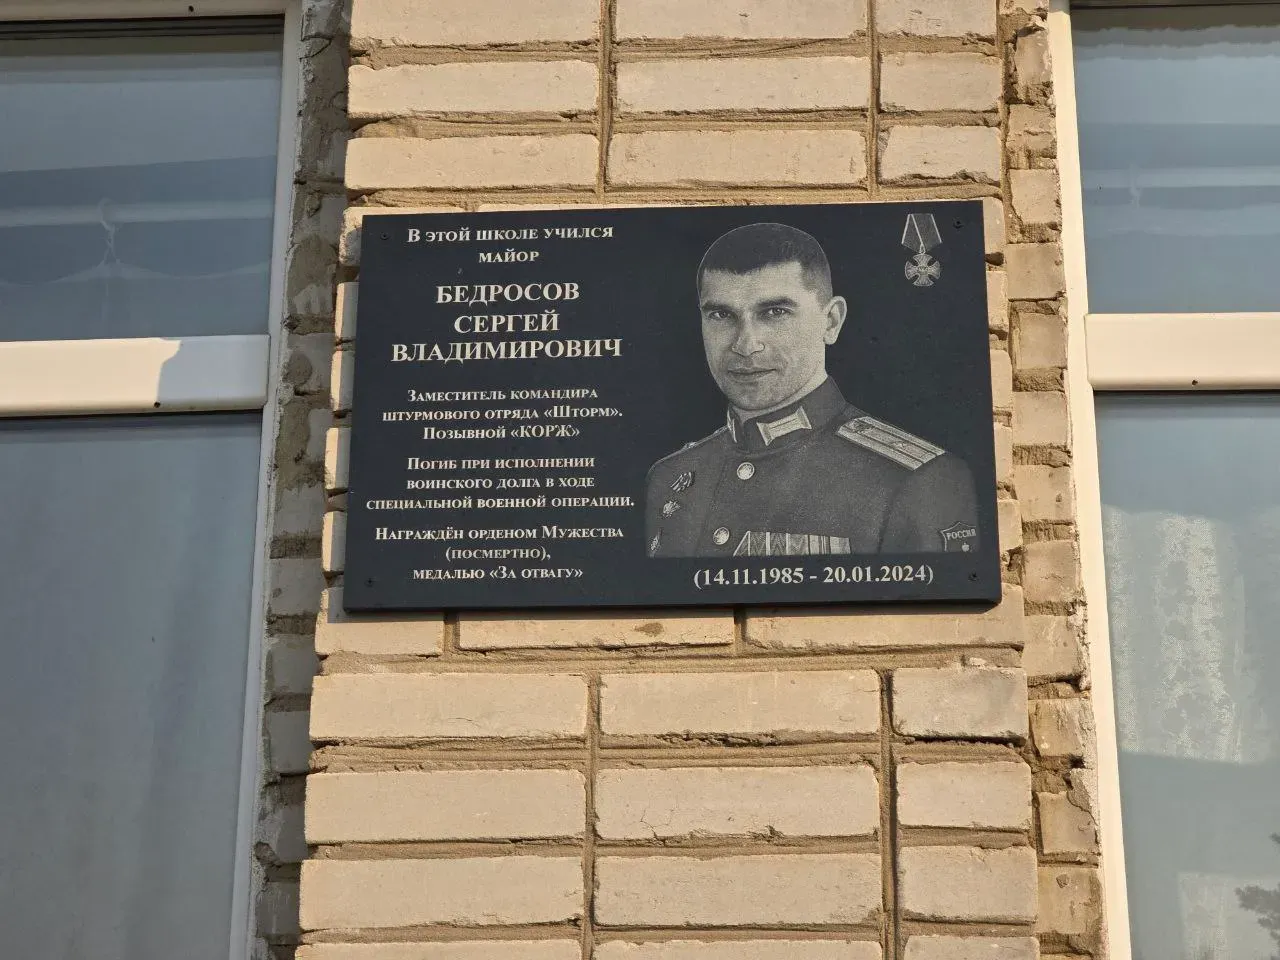 В ЭТОЙ ШКОЛЕ УЧИЛСЯ
МАЙОР
БЕДРОСОВ
СЕРГЕЙ
ВЛАДИМИРОВИЧ
ЗАМЕСТИТЕЛЬ КОМАНДИРА
ШТУРМОВОГО ОТРЯДА «ШТОРМ».
ПОЗЫВНОЙ «КОРЖ»
ПОГИБ ПРИ ИСПОЛНЕНИИ
ВОИНСКОГО ДОЛГА В ХОДЕ
СПЕЦИАЛЬНОЙ ВОЕННОЙ ОПЕРАЦИИ.
НАГРАЖДЁН ОРДЕНОМ МУЖЕСТВА
(ПОСМЕРТНО),
МЕДАЛЬЮ «ЗА ОТВАГУ»
РОССИЯ
(14.11.1985 - 20.01.2024)